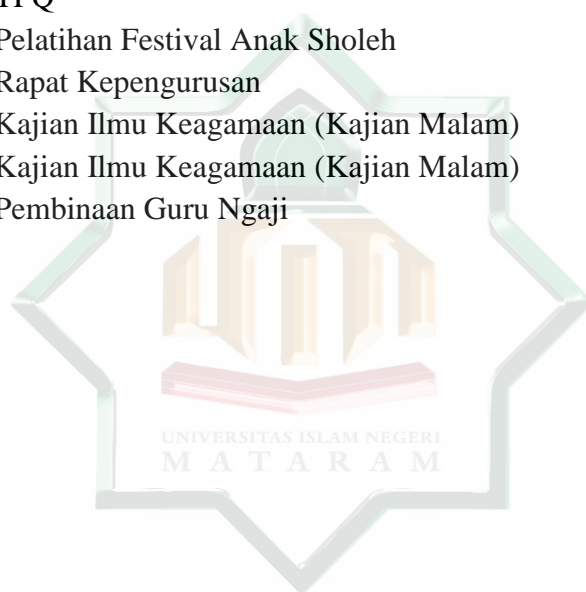 Pelatihan Festival Anak Sholeh
Rapat Kepengurusan
Kajian Ilmu Keagamaan (Kajian Malam)
Kajian Ilmu Keagamaan (Kajian Malam)
Pembinaan Guru Ngaji
UNIVERSITAS ISLAM NEGERI
MATARAM